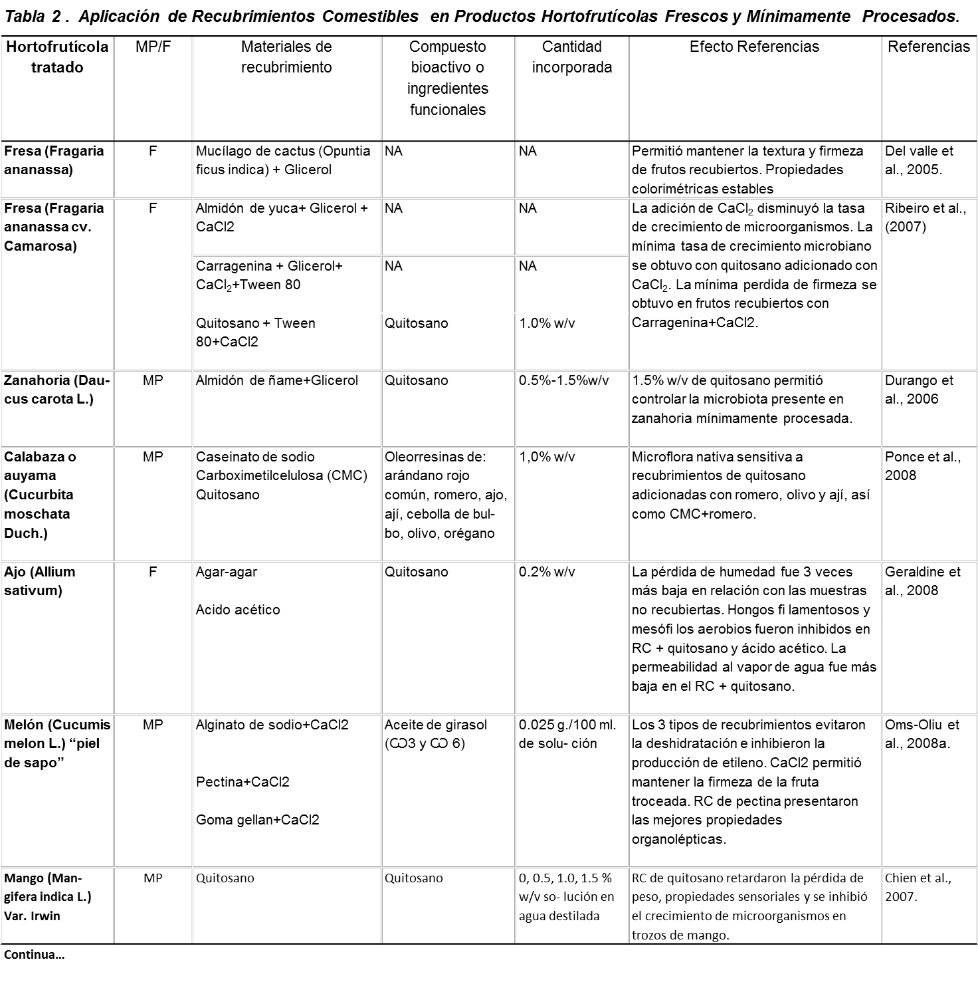 Tabla 2 . Aplicación de Recubrimientos Comestibles en Productos Hortofrutícolas Frescos y Mínimamente Procesados.
Hortofrutícola
tratado
MP/F
Materiales de
recubrimiento
Compuesto
bioactivo o
ingredientes
funcionales
Cantidad
incorporada
Efecto Referencias
Referencias
Fresa (Fragaria
ananassa)
F
Mucílago de cactus (Opuntia
ficus indica) + Glicerol
NA
NA
Permitió mantener la textura y firmeza
de frutos recubiertos. Propiedades
colorimétricas estables
Del valle et
al., 2005.
Fresa (Fragaria
ananassa cv.
Camarosa)
F
Almidón de yuca+ Glicerol +
CaCl2
NA
NA
Carragenina + Glicerol+
CaCl₂+Tween 80
NA
NA
Quitosano + Tween
80+CaCl2
Quitosano
1.0% w/v
La adición de CaCl₂ disminuyó la tasa
de crecimiento de microorganismos. La
mínima tasa de crecimiento microbiano
se obtuvo con quitosano adicionado con
CaCl₂. La mínima perdida de firmeza se
obtuvo en frutos recubiertos con
Carragenina+CaCl2.
Ribeiro et al.,
(2007)
Zanahoria (Dau-
cus carota L.)
MP
Almidón de ñame+Glicerol
Quitosano
0.5%-1.5%w/v
1.5% w/v de quitosano permitió
controlar la microbiota presente en
zanahoria mínimamente procesada.
Durango et
al., 2006
Calabaza o
auyama
(Cucurbita
moschata
Duch.)
MP
Caseinato de sodio
Carboximetilcelulosa (CMC)
Quitosano
Oleorresinas de:
arándano rojo
común, romero, ajo,
ají, cebolla de bul-
bo, olivo, orégano
1,0% w/v
Microflora nativa sensitiva a
recubrimientos de quitosano
adicionadas con romero, olivo y ají, así
como CMC+romero.
Ponce et al.,
2008
Ajo (Allium
sativum)
F
Agar-agar
Acido acético
Quitosano
0.2% w/v
La pérdida de humedad fue 3 veces
más baja en relación con las muestras
no recubiertas. Hongos fi lamentosos y
mesófi los aerobios fueron inhibidos en
RC + quitosano y ácido acético. La
permeabilidad al vapor de agua fue más
baja en el RC + quitosano.
Geraldine et
al., 2008
Melón (Cucumis
melon L.) “piel
de sapo”
MP
Alginato de sodio+CaCl2
Pectina+CaCl2
Goma gellan+CaCl2
Aceite de girasol
(Ѡ3 y Ѡ 6)
0.025 g./100 ml.
de solu- ción
Los 3 tipos de recubrimientos evitaron
la deshidratación e inhibieron la
producción de etileno. CaCl2 permitió
mantener la firmeza de la fruta
troceada. RC de pectina presentaron
las mejores propiedades
organolépticas.
Oms-Oliu et
al., 2008a.
Mango (Man-
gifera indica L.)
Var. Irwin
MP
Quitosano
Quitosano
0, 0.5, 1.0, 1.5 %
w/v so- lución en
agua destilada
RC de quitosano retardaron la pérdida de
peso, propiedades sensoriales y se inhibió
el crecimiento de microorganismos en
trozos de mango.
Chien et al.,
2007.
Continua...